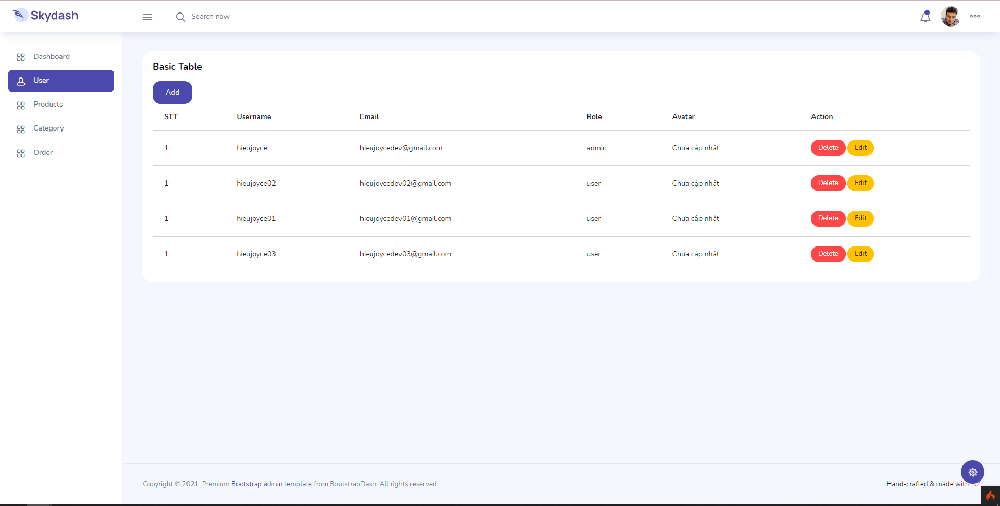 Skydash
Search now
Dashboard
User
Products
Category
Order
Basic Table
Add
STT Username Email Role Avatar Action
1 hieujoyce hieujoycedev@gmail.com admin Chưa cập nhật Delete Edit
1 hieujoyce02 hieujoycedev02@gmail.com user Chưa cập nhật Delete Edit
1 hieujoyce01 hieujoycedev01@gmail.com user Chưa cập nhật Delete Edit
1 hieujoyce03 hieujoycedev03@gmail.com user Chưa cập nhật Delete Edit
Copyright © 2021. Premium Bootstrap admin template from BootstrapDash. All rights reserved.
Hand-crafted & made with